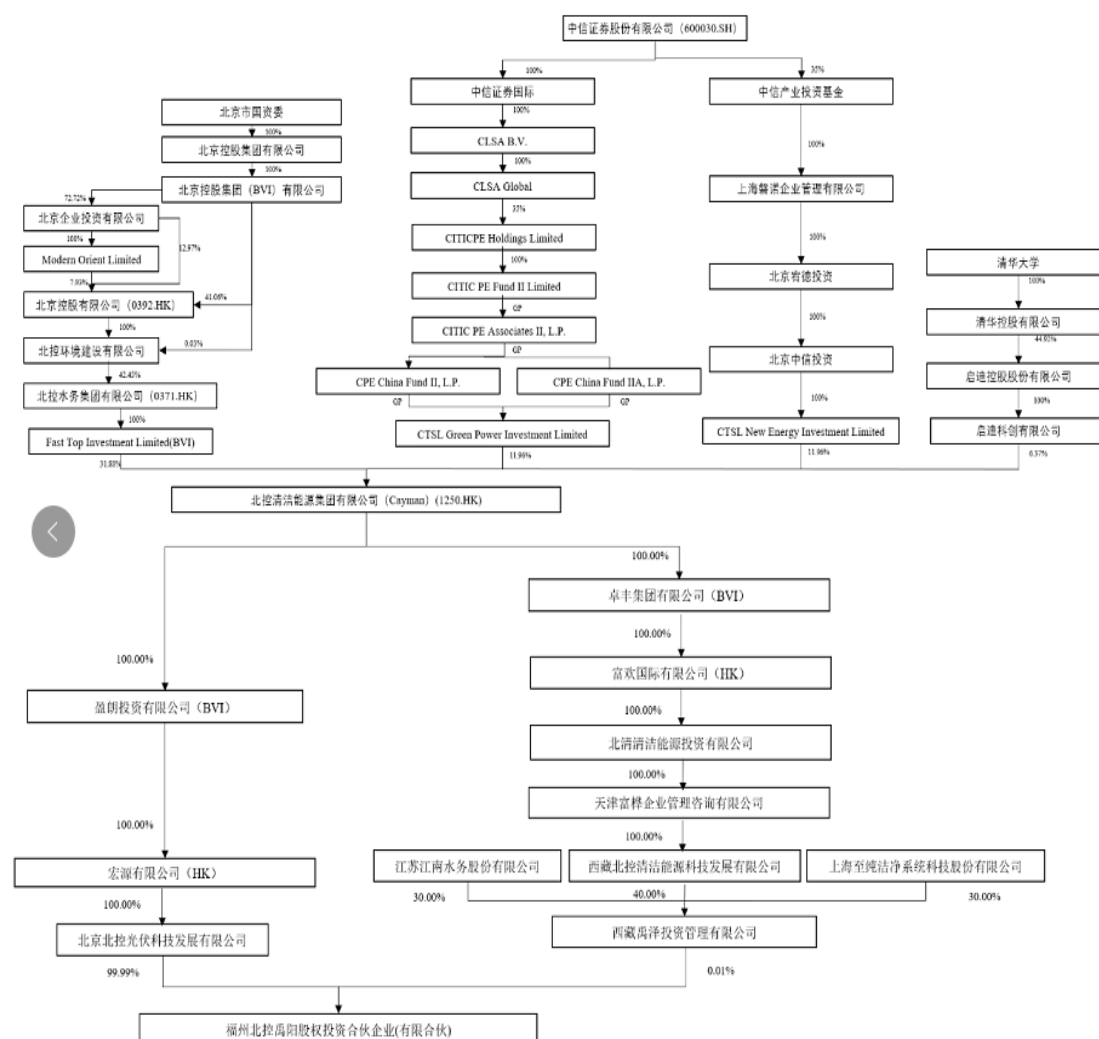 中信证券股份有限公司（600030.SH）
100%
35%
中信证券国际
中信产业投资基金
100%
北京市国资委
100%
CLSA B.V.
北京控股集团有限公司
100%
100%
100%
CLSA Global
上海磐诺企业管理有限公司
北京控股集团（BVI）有限公司
72.72%
35%
北京企业投资有限公司
100%
12.97%
CITICPE Holdings Limited
100%
Modern Orient Limited
100%
清华大学
7.93%
CITIC PE Fund II Limited
北京宥德投资
100%
北京控股有限公司（0392.HK）
41.06%
GP
100%
CITIC PE Associates II, L.P.
100%
清华控股有限公司
北控环境建设有限公司
0.03%
GP
北京中信投资
44.92%
42.43%
CPE China Fund II, L.P.
CPE China Fund IIA, L.P.
启迪控股股份有限公司
北控水务集团有限公司（0371.HK）
GP
GP
100%
100%
100%
Fast Top Investment Limited(BVI)
CTSL Green Power Investment Limited
CTSL New Energy Investment Limited
启迪科创有限公司
31.88%
11.96%
11.96%
6.37%
北控清洁能源集团有限公司（Cayman）(1250.HK)
100.00%
卓丰集团有限公司（BVI）
100.00%
100.00%
富欢国际有限公司（HK）
盈朗投资有限公司（BVI）
100.00%
北清清洁能源投资有限公司
100.00%
天津富桦企业管理咨询有限公司
100.00%
100.00%
江苏江南水务股份有限公司
西藏北控清洁能源科技发展有限公司
上海至纯洁净系统科技股份有限公司
宏源有限公司（HK）
30.00%
40.00%
30.00%
100.00%
北京北控光伏科技发展有限公司
西藏禹泽投资管理有限公司
99.99%
0.01%
福州北控禹阳股权投资合伙企业(有限合伙)